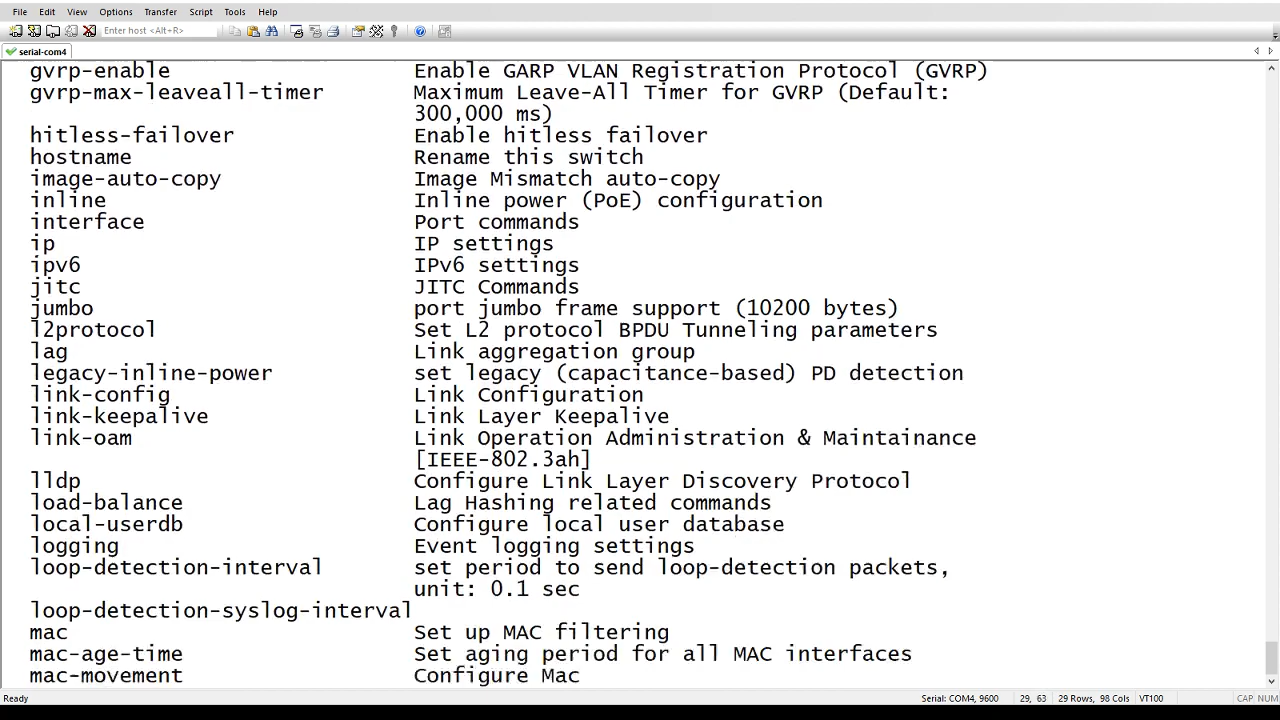 File Edit View Options Transfer Script Tools Help
Enter host <Alt+R>
serial-com4
gvrp-enable Enable GARP VLAN Registration Protocol (GVRP)
gvrp-max-leaveall-timer Maximum Leave-All Timer for GVRP (Default:
300,000 ms)
hitless-failover Enable hitless failover
hostname Rename this switch
image-auto-copy Image Mismatch auto-copy
inline Inline power (PoE) configuration
interface Port commands
ip IP settings
ipv6 IPv6 settings
jitc JITC Commands
jumbo port jumbo frame support (10200 bytes)
l2protocol Set L2 protocol BPDU Tunneling parameters
lag Link aggregation group
legacy-inline-power set legacy (capacitance-based) PD detection
link-config Link Configuration
link-keepalive Link Layer Keepalive
link-oam Link Operation Administration & Maintainance
[IEEE-802.3ah]
lldp Configure Link Layer Discovery Protocol
load-balance Lag Hashing related commands
local-userdb Configure local user database
logging Event logging settings
loop-detection-interval set period to send loop-detection packets,
unit: 0.1 sec
loop-detection-syslog-interval
mac Set up MAC filtering
mac-age-time Set aging period for all MAC interfaces
mac-movement Configure Mac
Ready Serial: COM4, 9600 29, 63 29 Rows, 98 Cols VT100 CAP NUM